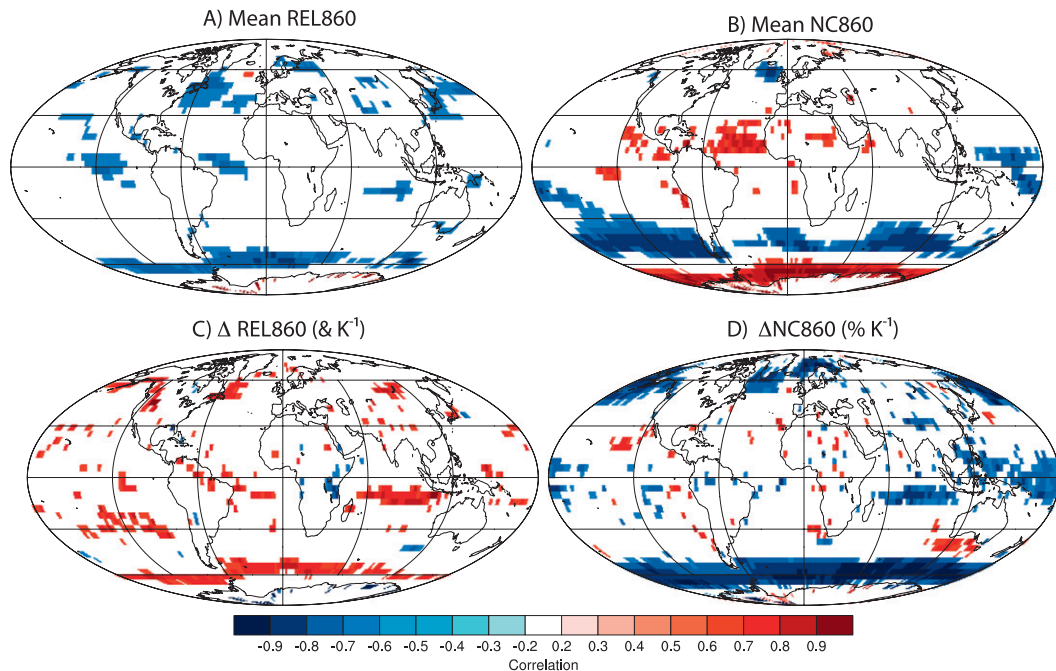 A) Mean REL860
B) Mean NC860
C) Δ REL860 (& K⁻¹)
D) ΔNC860 (% K⁻¹)
-0.9 -0.8 -0.7 -0.6 -0.5 -0.4 -0.3 -0.2 0.2 0.3 0.4 0.5 0.6 0.7 0.8 0.9
Correlation